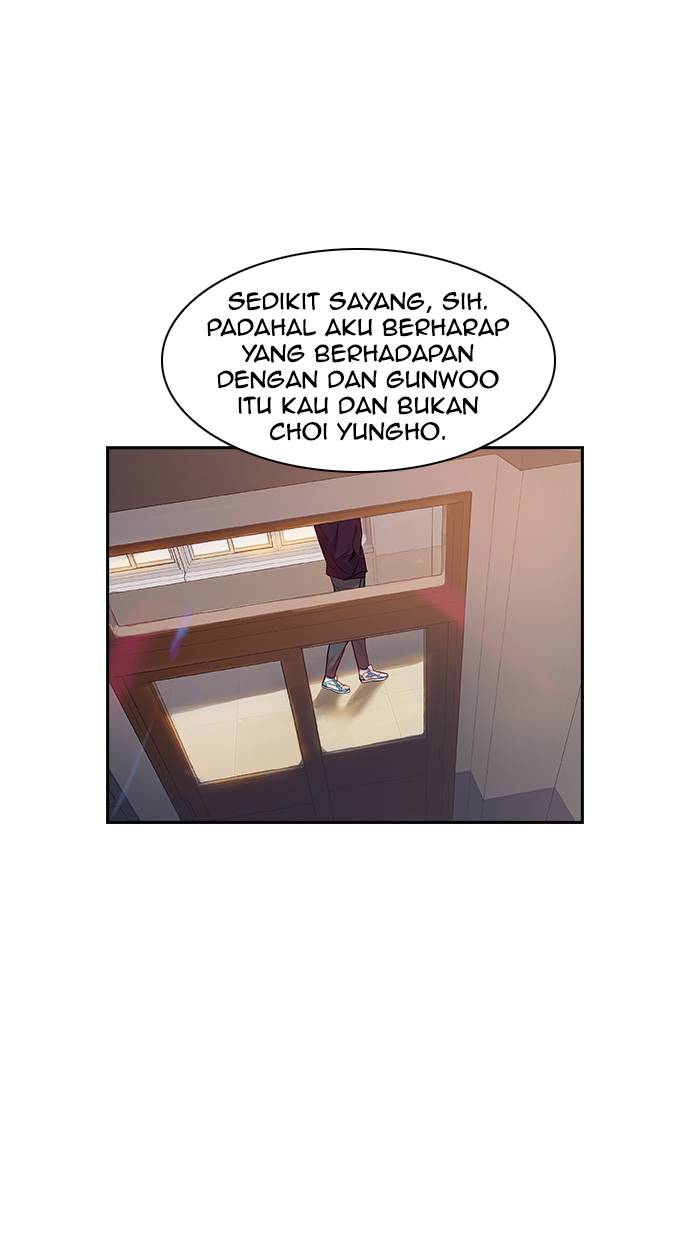 SEDIKIT SAYANG, SIH.
PADAHAL AKU BERHARAP
YANG BERHADAPAN
DENGAN DAN GUNWOO
ITU KAU DAN BUKAN
CHOI YUNGHO.